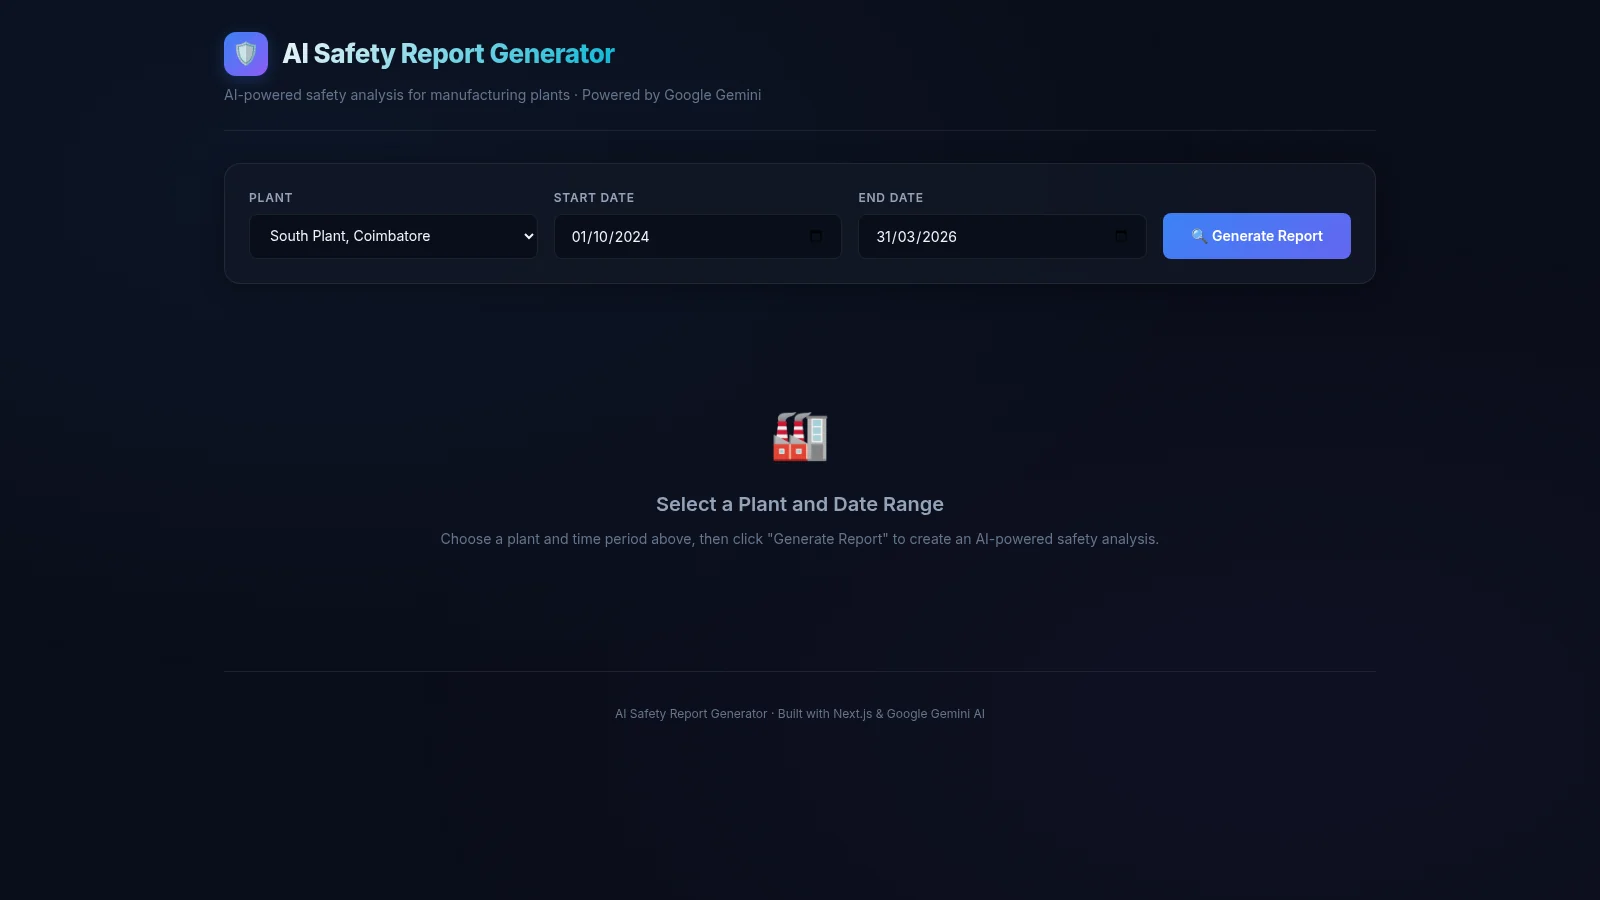 AI Safety Report Generator
AI-powered safety analysis for manufacturing plants · Powered by Google Gemini
PLANT
START DATE
END DATE
South Plant, Coimbatore
01/10/2024
31/03/2026
Generate Report
Select a Plant and Date Range
Choose a plant and time period above, then click "Generate Report" to create an AI-powered safety analysis.
AI Safety Report Generator · Built with Next.js & Google Gemini AI